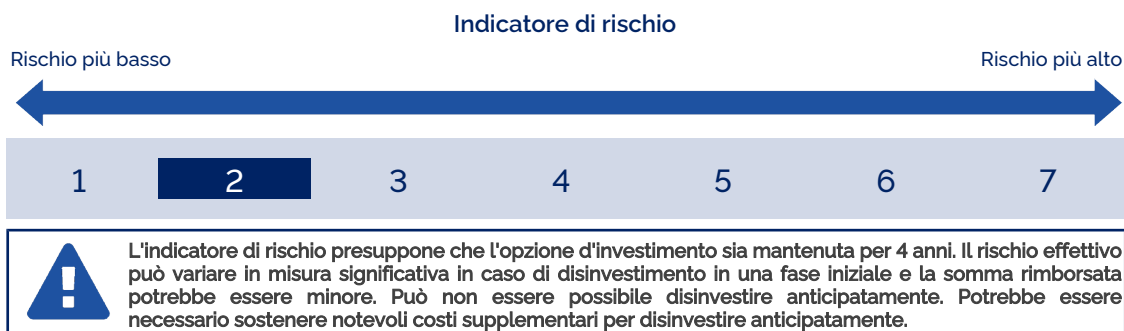 Indicatore di rischio
Rischio più basso
Rischio più alto
1 2 3 4 5 6 7
L'indicatore di rischio presuppone che l'opzione d'investimento sia mantenuta per 4 anni. Il rischio effettivo
può variare in misura significativa in caso di disinvestimento in una fase iniziale e la somma rimborsata
potrebbe essere minore. Può non essere possibile disinvestire anticipatamente. Potrebbe essere
necessario sostenere notevoli costi supplementari per disinvestire anticipatamente.